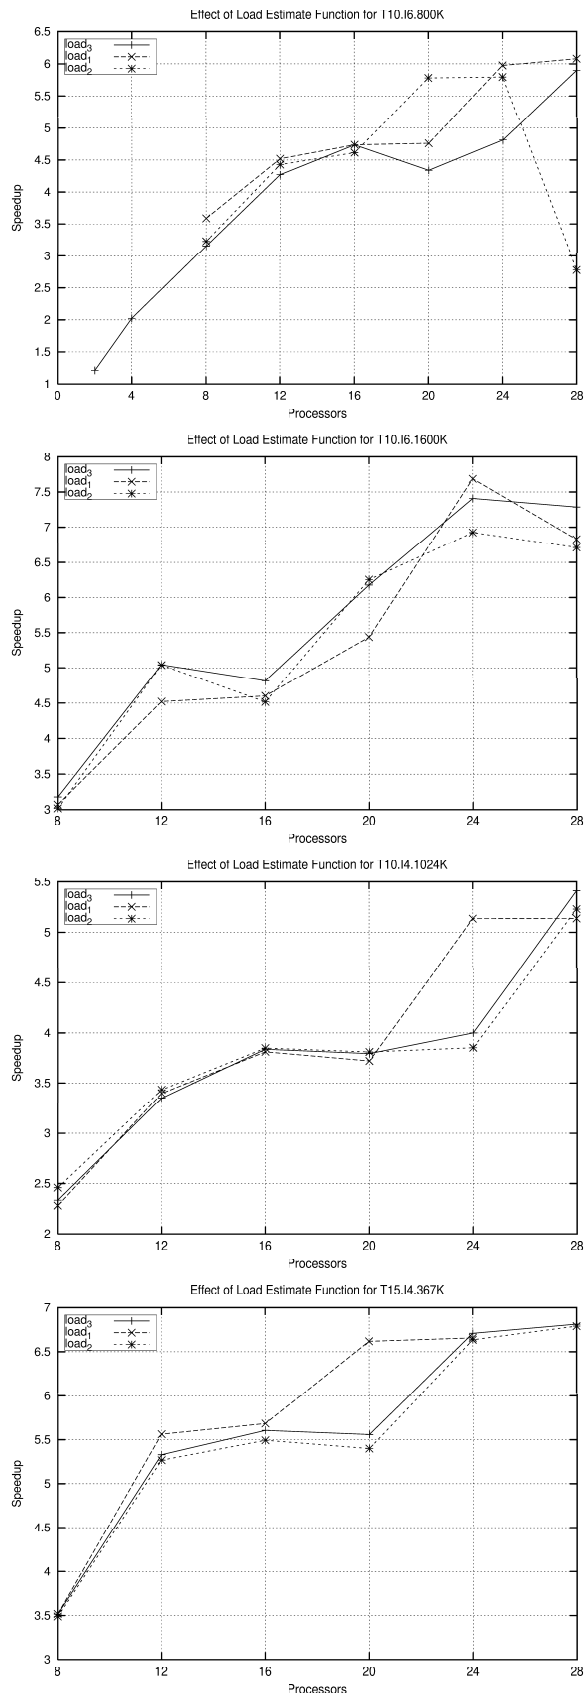 Effect of Load Estimate Function for T10.I6.800K
6.5
load3
load1
load2
6
5.5
5
4.5
4
3.5
3
2.5
2
1.5
1
Speedup
0 4 8 12 16 20 24 28
Processors
Effect of Load Estimate Function for T10.I6.1600K
8
load3
load1
load2
7.5
7
6.5
6
5.5
5
4.5
4
3.5
3
Speedup
8 12 16 20 24 28
Processors
Effect of Load Estimate Function for T10.I4.1024K
5.5
load3
load1
load2
5
4.5
4
3.5
3
2.5
2
Speedup
8 12 16 20 24 28
Processors
Effect of Load Estimate Function for T15.I4.367K
7
load3
load1
load2
6.5
6
5.5
5
4.5
4
3.5
3
Speedup
8 12 16 20 24 28
Processors